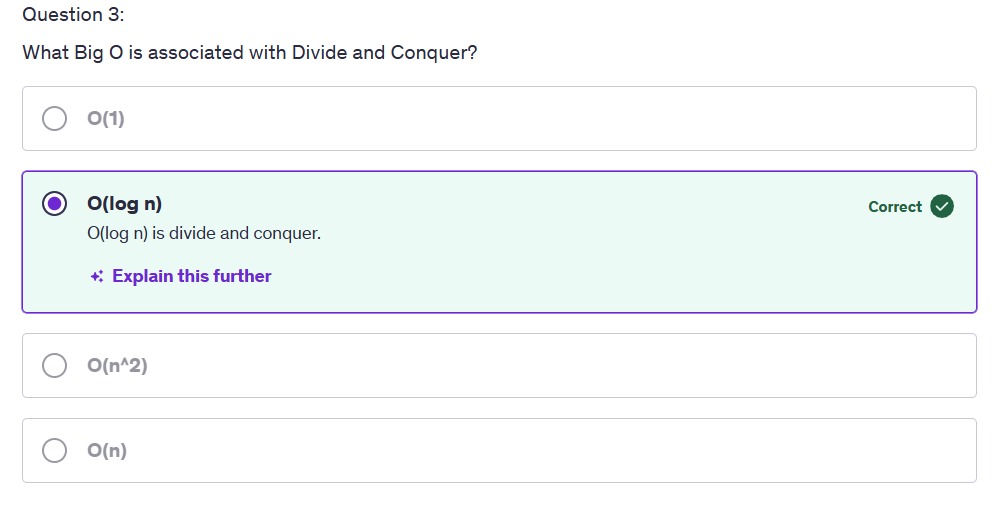 Question 3:
What Big O is associated with Divide and Conquer?
O(1)
O(log n)
Correct
O(log n) is divide and conquer.
Explain this further
O(n^2)
O(n)